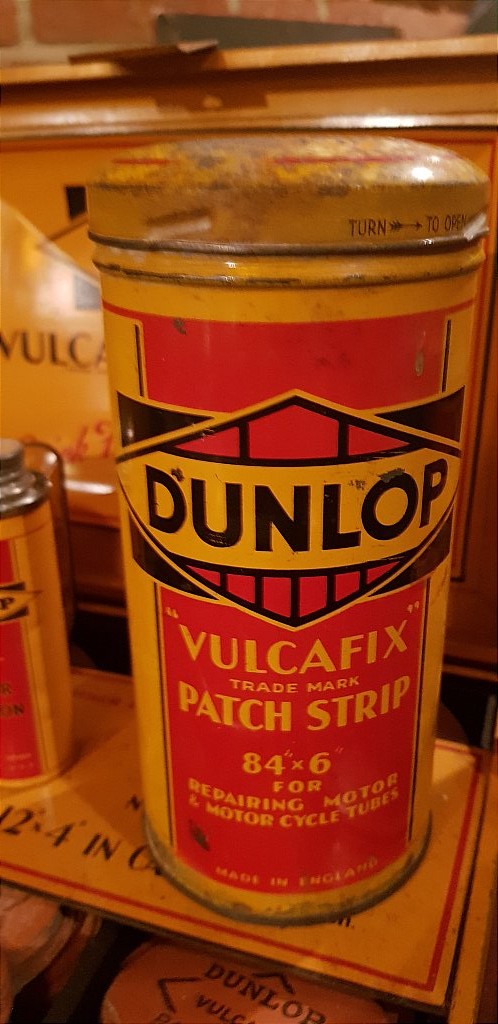 TURN TO OPEN
VULCA
DUNLOP
P
"VULCAFIX"
TRADE MARK
PATCH STRIP
84" × 6"
FOR
REPAIRING MOTOR
& MOTOR CYCLE TUBES
MADE IN ENGLAND
12" × 4" IN
DUNLOP
VULC